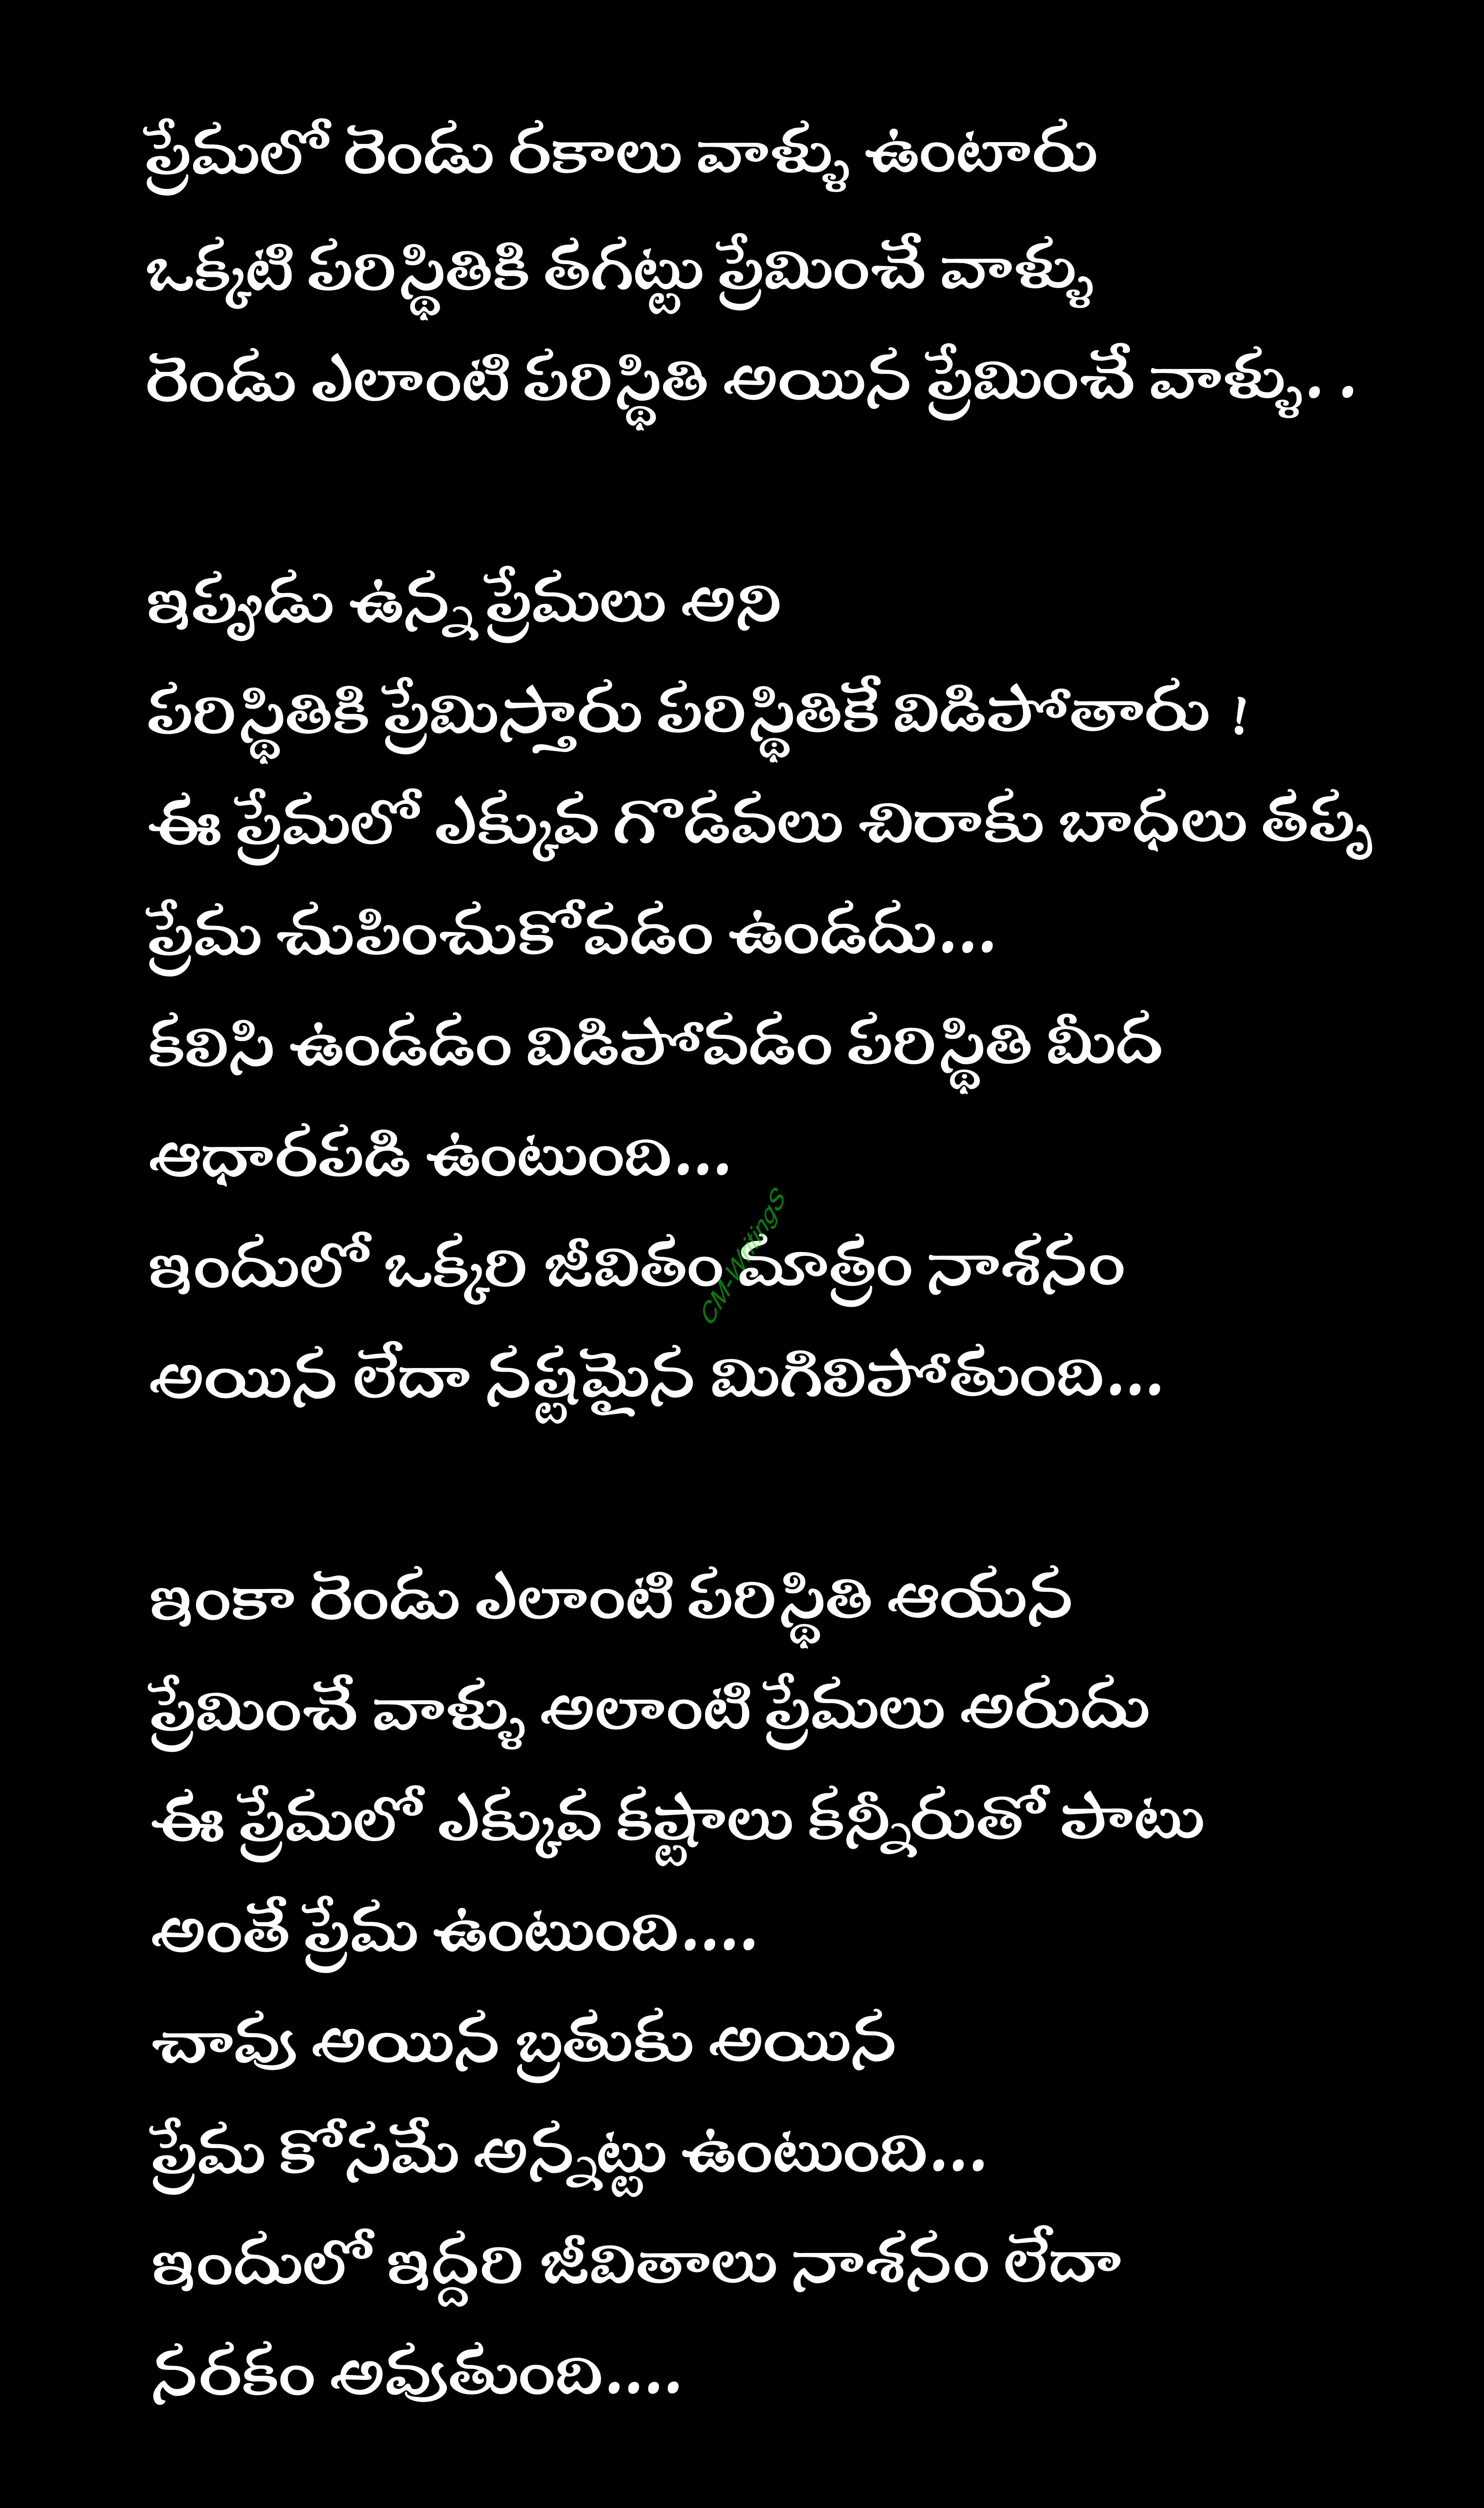 ప్రేమలో రెండు రకాలు వాళ్ళు ఉంటారు
ఒక్కటి పరిస్థితికి తగట్టు ప్రేమించే వాళ్ళు
రెండు ఎలాంటి పరిస్థితి అయిన ప్రేమించే వాళ్ళు. .
ఇప్పుడు ఉన్న ప్రేమలు అని
పరిస్థితికి ప్రేమిస్తారు పరిస్థితికే విడిపోతారు !
ఈ ప్రేమలో ఎక్కువ గొడవలు చిరాకు బాధలు తప్ప
ప్రేమ చుపించుకోవడం ఉండదు...
కలిసి ఉండడం విడిపోవడం పరిస్థితి మీద
ఆధారపడి ఉంటుంది...
ఇందులో ఒక్కరి జీవితం మాత్రం నాశనం
అయిన లేదా నష్టమైన మిగిలిపోతుంది...
CM-Writings
ఇంకా రెండు ఎలాంటి పరిస్థితి ఆయన
ప్రేమించే వాళ్ళు అలాంటి ప్రేమలు అరుదు
ఈ ప్రేమలో ఎక్కువ కష్టాలు కన్నీరుతో పాటు
అంతే ప్రేమ ఉంటుంది....
చావు అయిన బ్రతుకు అయిన
ప్రేమ కోసమే అన్నట్టు ఉంటుంది...
ఇందులో ఇద్దరి జీవితాలు నాశనం లేదా
నరకం అవుతుంది....